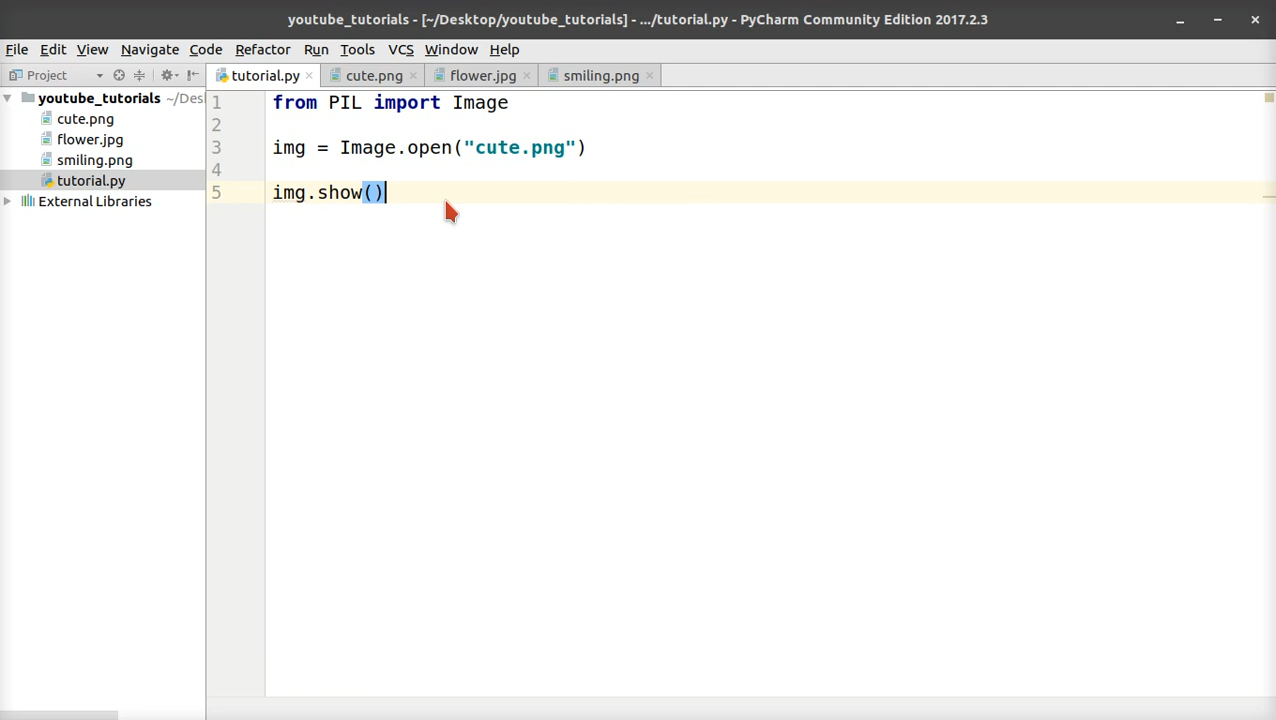 youtube_tutorials - [~/Desktop/youtube_tutorials] - .../tutorial.py - PyCharm Community Edition 2017.2.3
File Edit View Navigate Code Refactor Run Tools VCS Window Help
Project tutorial.py cute.png flower.jpg smiling.png
youtube_tutorials ~/Des
cute.png
flower.jpg
smiling.png
tutorial.py
External Libraries
1 from PIL import Image
2
3 img = Image.open("cute.png")
4
5 img.show()